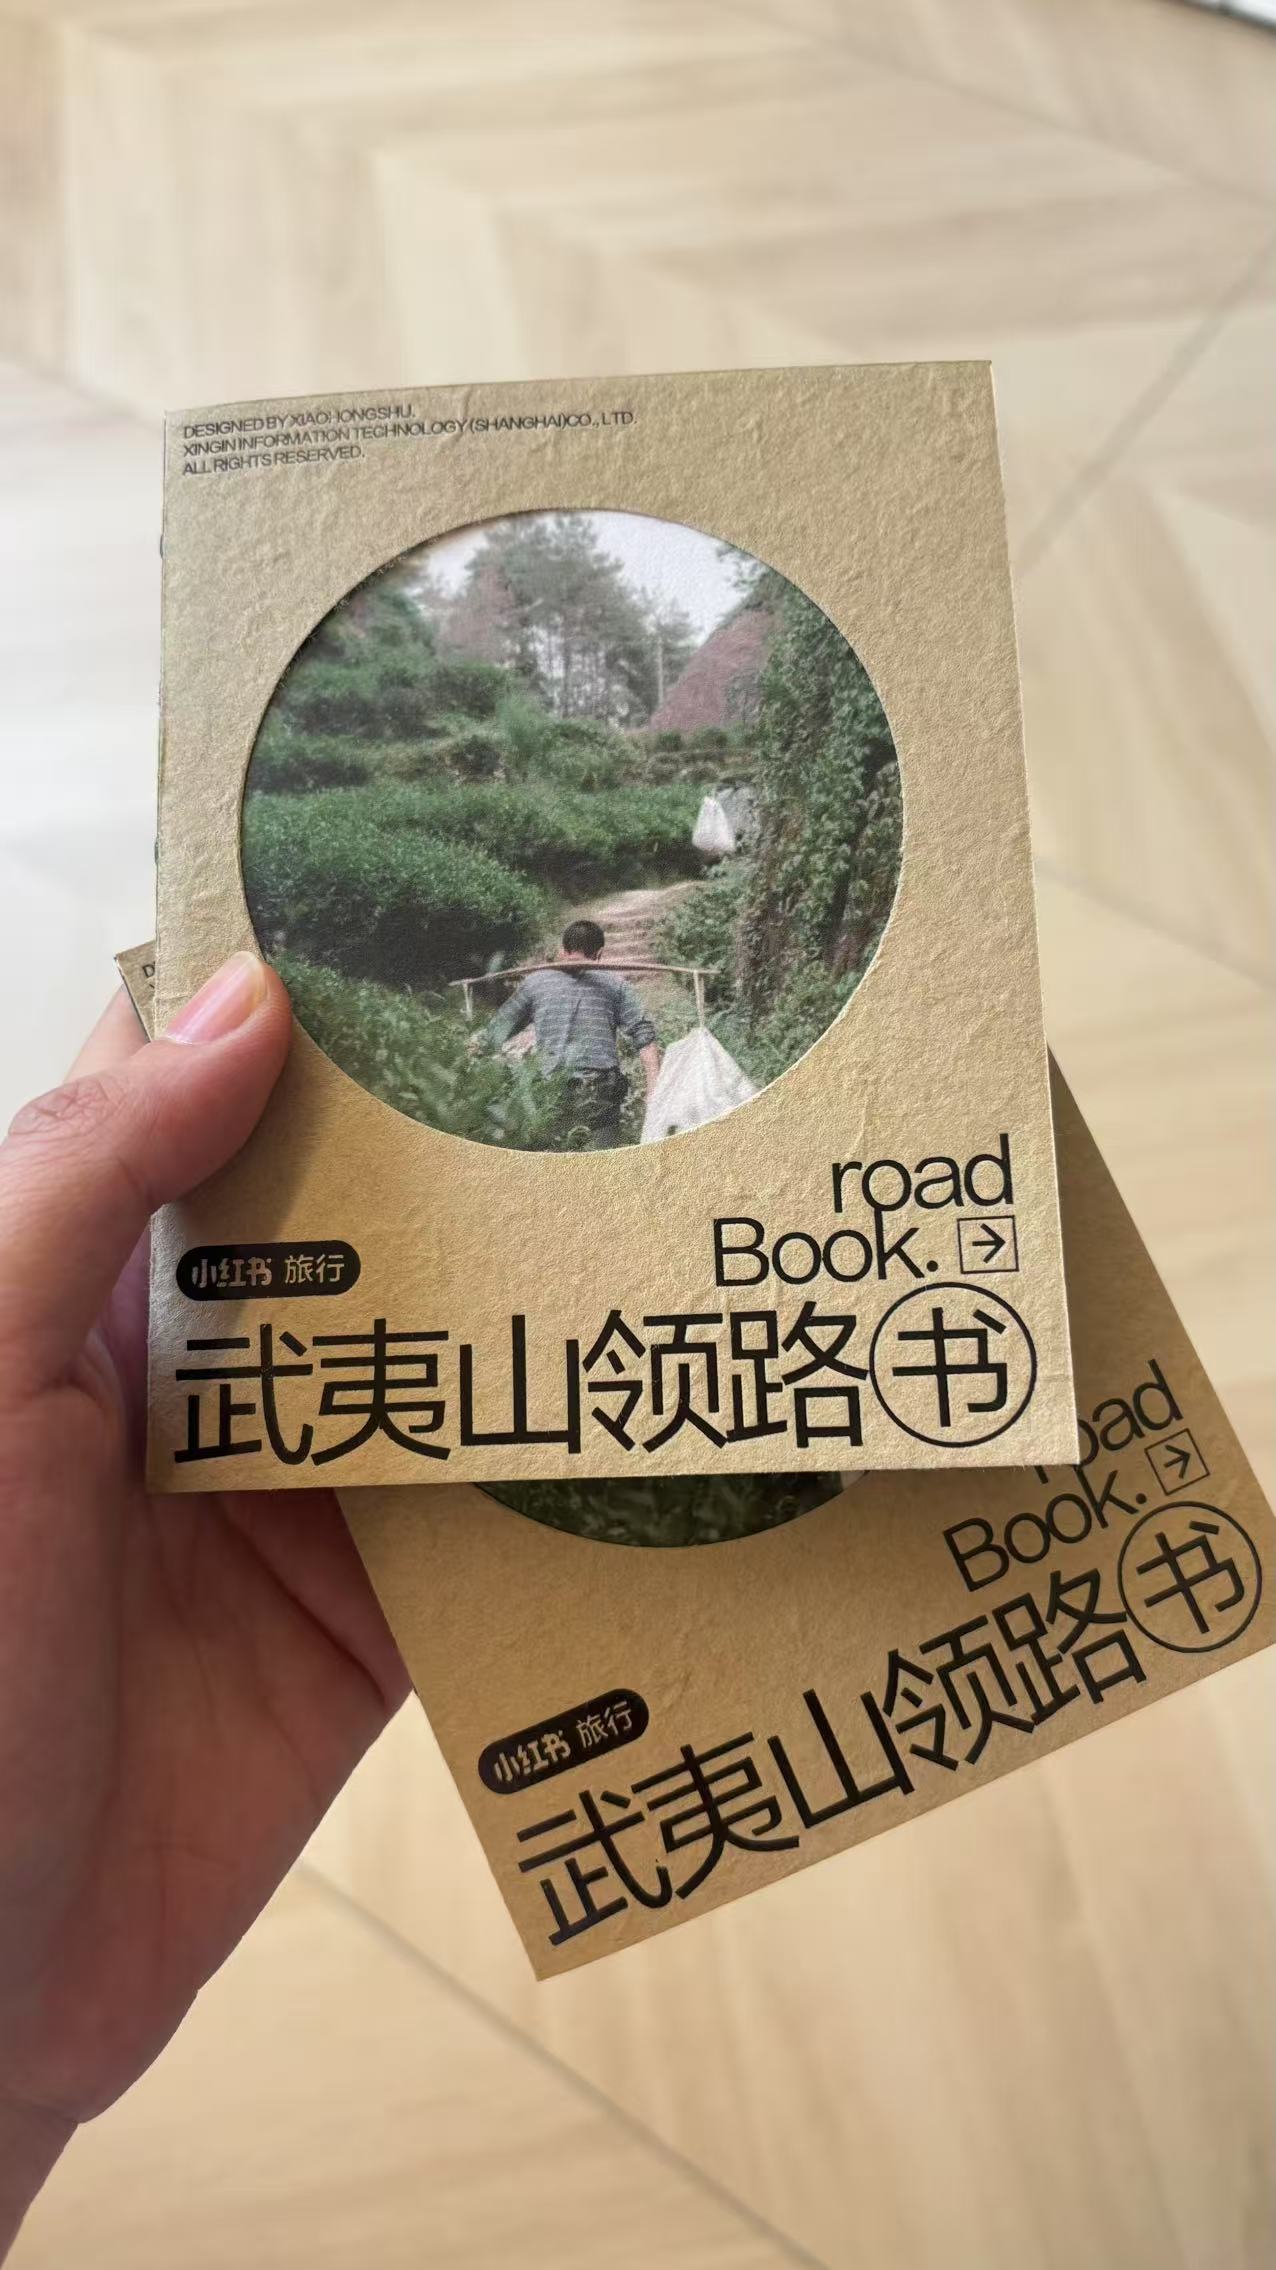 DESIGNED BY XIAOHONGSHU.
XINGIN INFORMATION TECHNOLOGY (SHANGHAI)CO., LTD.
ALL RIGHTS RESERVED.
road
Book.
小红书 旅行
武夷山领路书
road
Book.
小红书 旅行
武夷山领路书